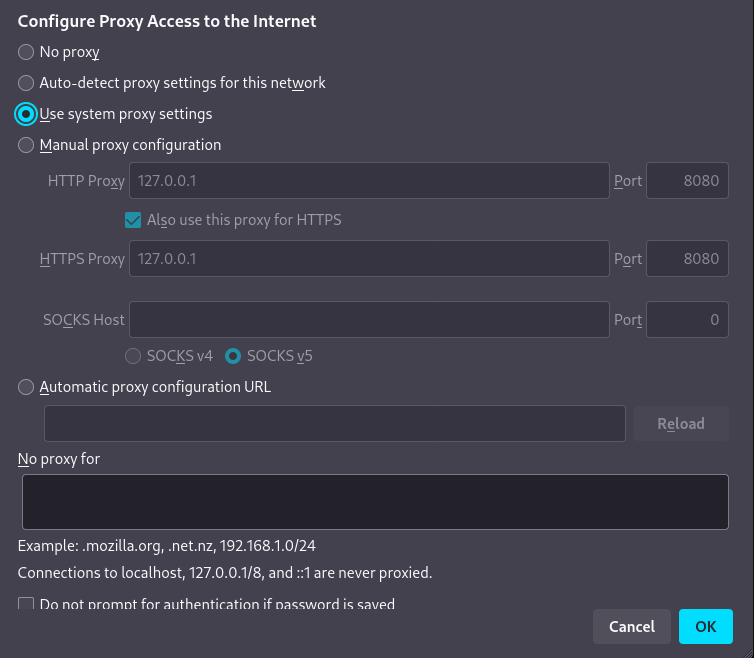 Configure Proxy Access to the Internet
No proxy
Auto-detect proxy settings for this network
Use system proxy settings
Manual proxy configuration
HTTP Proxy 127.0.0.1 Port 8080
Also use this proxy for HTTPS
HTTPS Proxy 127.0.0.1 Port 8080
SOCKS Host Port 0
SOCKS v4 SOCKS v5
Automatic proxy configuration URL
Reload
No proxy for
Example: .mozilla.org, .net.nz, 192.168.1.0/24
Connections to localhost, 127.0.0.1/8, and ::1 are never proxied.
Do not prompt for authentication if password is saved
Cancel OK